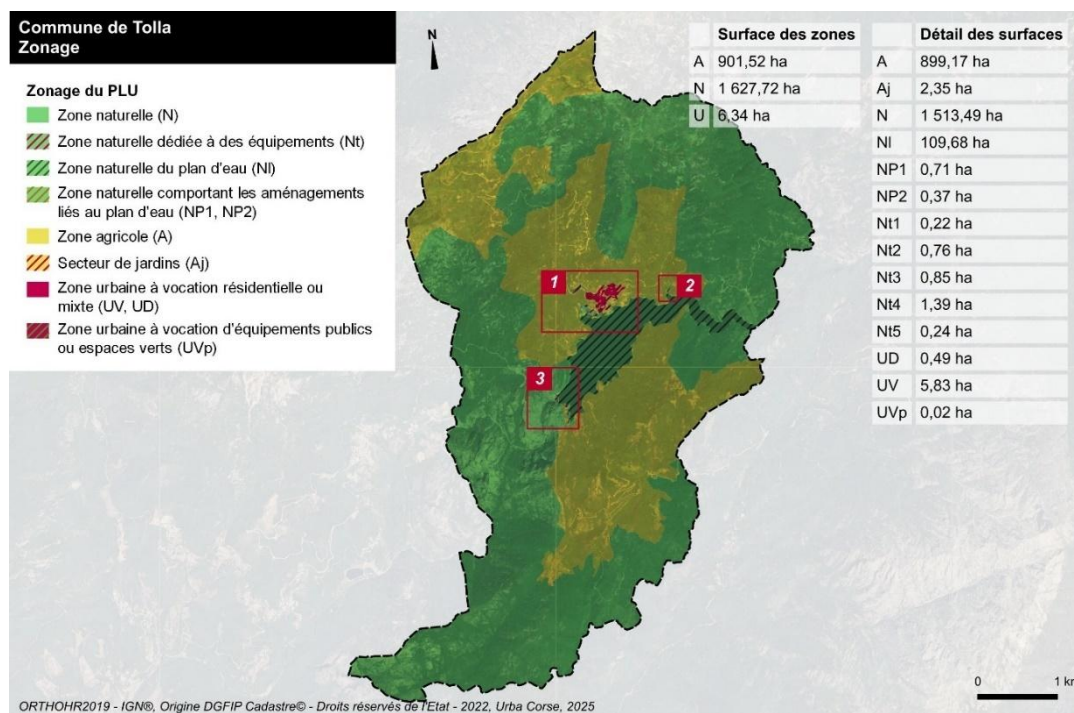 Commune de Tolla
Zonage
Zonage du PLU
Zone naturelle (N)
Zone naturelle dédiée à des équipements (Nt)
Zone naturelle du plan d'eau (Nl)
Zone naturelle comportant les aménagements
liés au plan d'eau (NP1, NP2)
Zone agricole (A)
Secteur de jardins (Aj)
Zone urbaine à vocation résidentielle ou
mixte (UV, UD)
Zone urbaine à vocation d'équipements publics
ou espaces verts (UVp)
N
Surface des zones
A 901,52 ha
N 1 627,72 ha
U 6,34 ha
Détail des surfaces
A 899,17 ha
Aj 2,35 ha
N 1 513,49 ha
Nl 109,68 ha
NP1 0,71 ha
NP2 0,37 ha
Nt1 0,22 ha
Nt2 0,76 ha
Nt3 0,85 ha
Nt4 1,39 ha
Nt5 0,24 ha
UD 0,49 ha
UV 5,83 ha
UVp 0,02 ha
1
2
3
0 1 km
ORTHOHR2019 - IGN®, Origine DGFIP Cadastre© - Droits réservés de l'Etat - 2022, Urba Corse, 2025